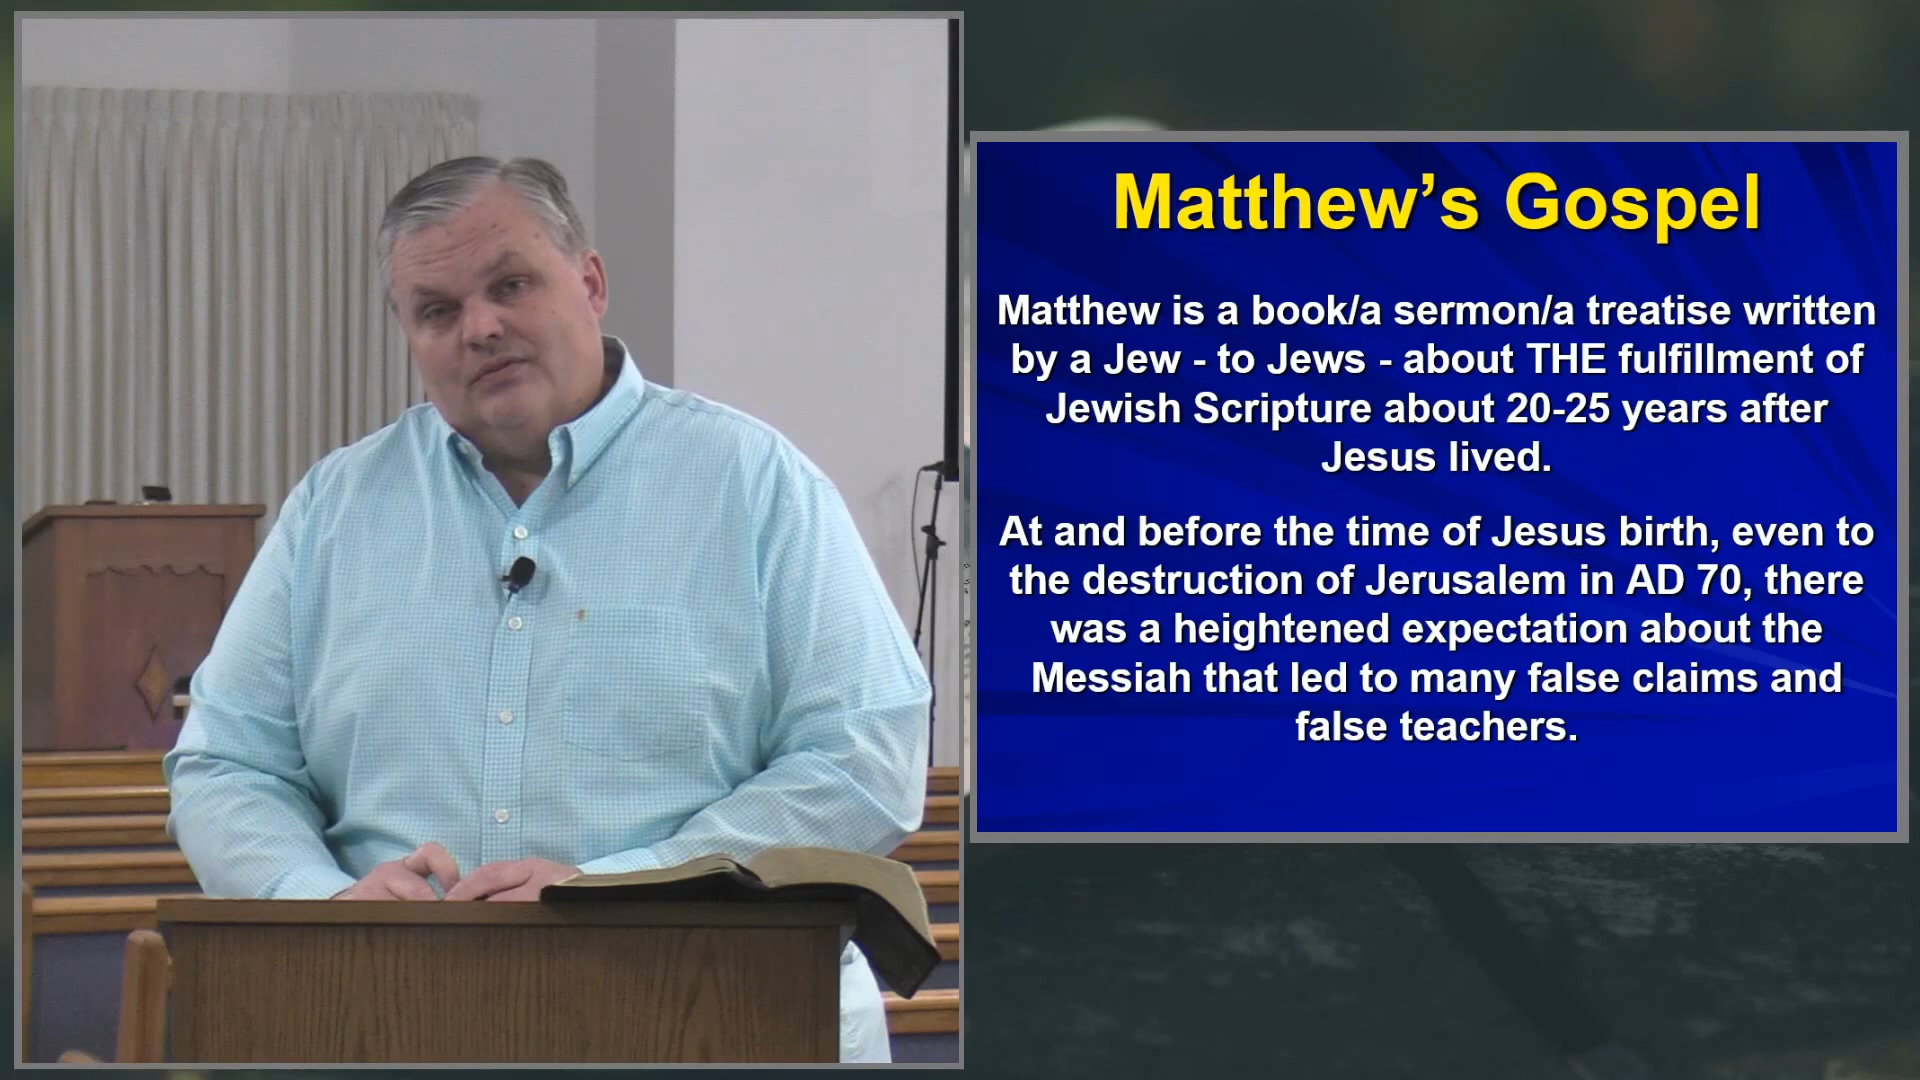 Matthew’s Gospel
Matthew is a book/a sermon/a treatise written
by a Jew - to Jews - about THE fulfillment of
Jewish Scripture about 20-25 years after
Jesus lived.
At and before the time of Jesus birth, even to
the destruction of Jerusalem in AD 70, there
was a heightened expectation about the
Messiah that led to many false claims and
false teachers.